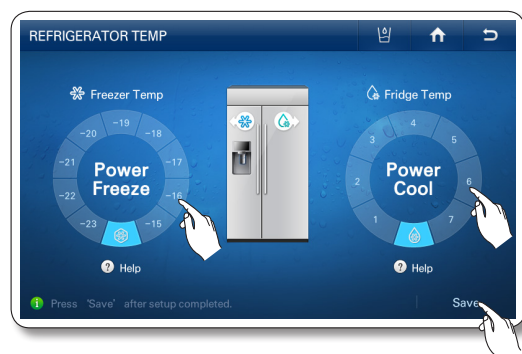 REFRIGERATOR TEMP
Freezer Temp
-19
-20
-18
-21
-17
Power
Freeze
-22
-16
-23
-15
Help
Fridge Temp
4
3
5
Power
Cool
2
6
1
7
Help
Press 'Save' after setup completed.
Save